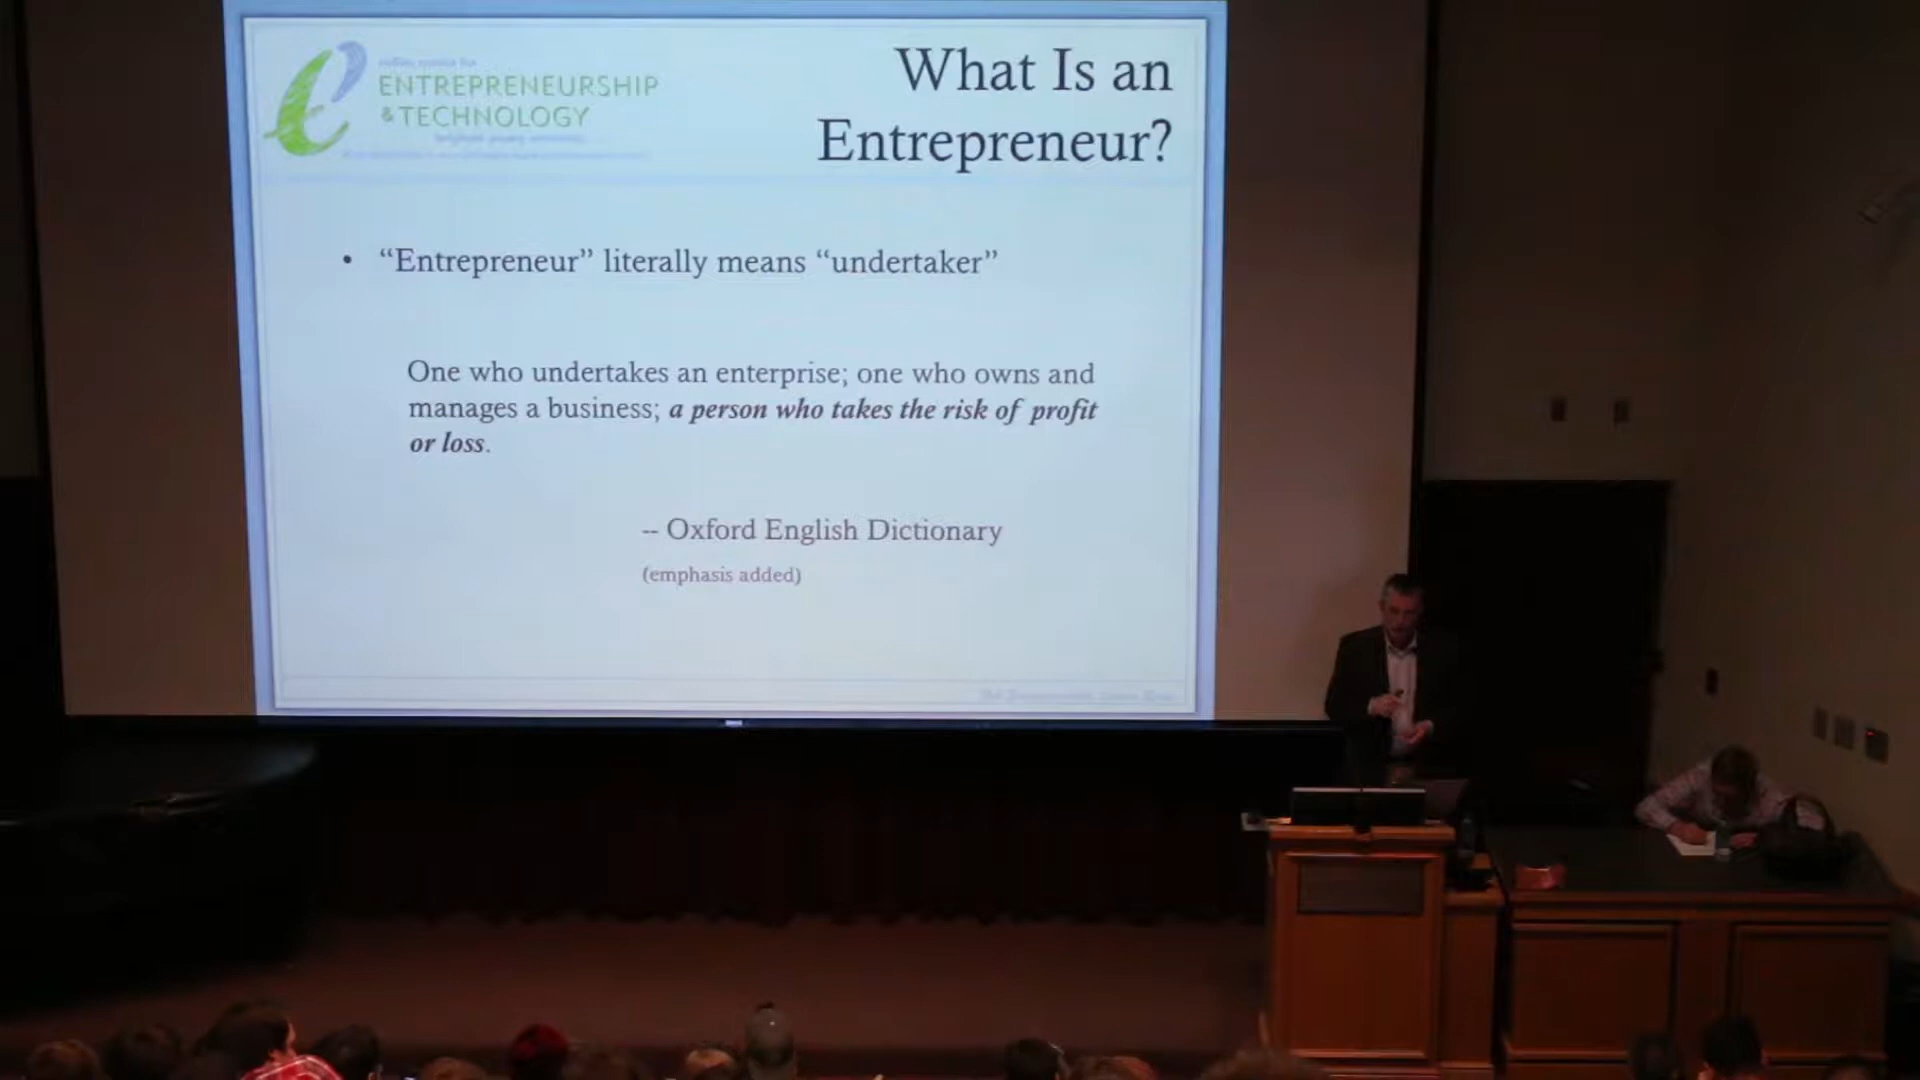 ENTREPRENEURSHIP
& TECHNOLOGY
What Is an
Entrepreneur?
• “Entrepreneur” literally means “undertaker”
One who undertakes an enterprise; one who owns and
manages a business; a person who takes the risk of profit
or loss.
-- Oxford English Dictionary
(emphasis added)